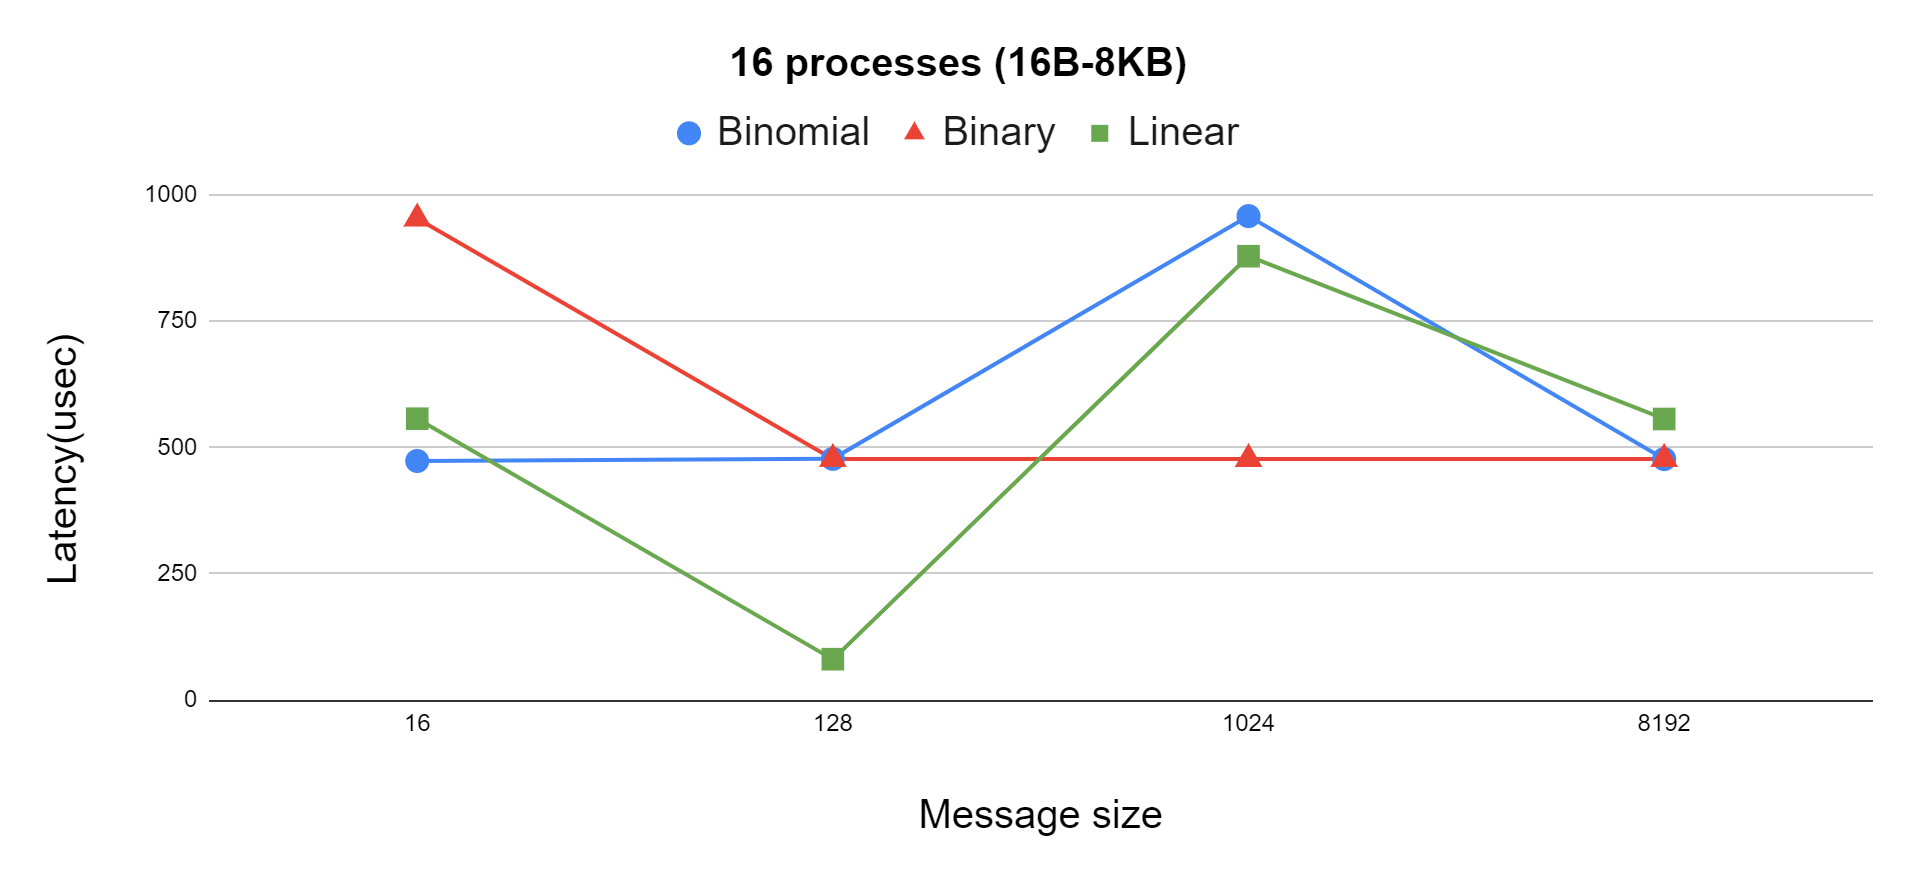 16 processes (16B-8KB)
Binomial Binary Linear
1000
750
500
250
0
Latency(usec)
16 128 1024 8192
Message size